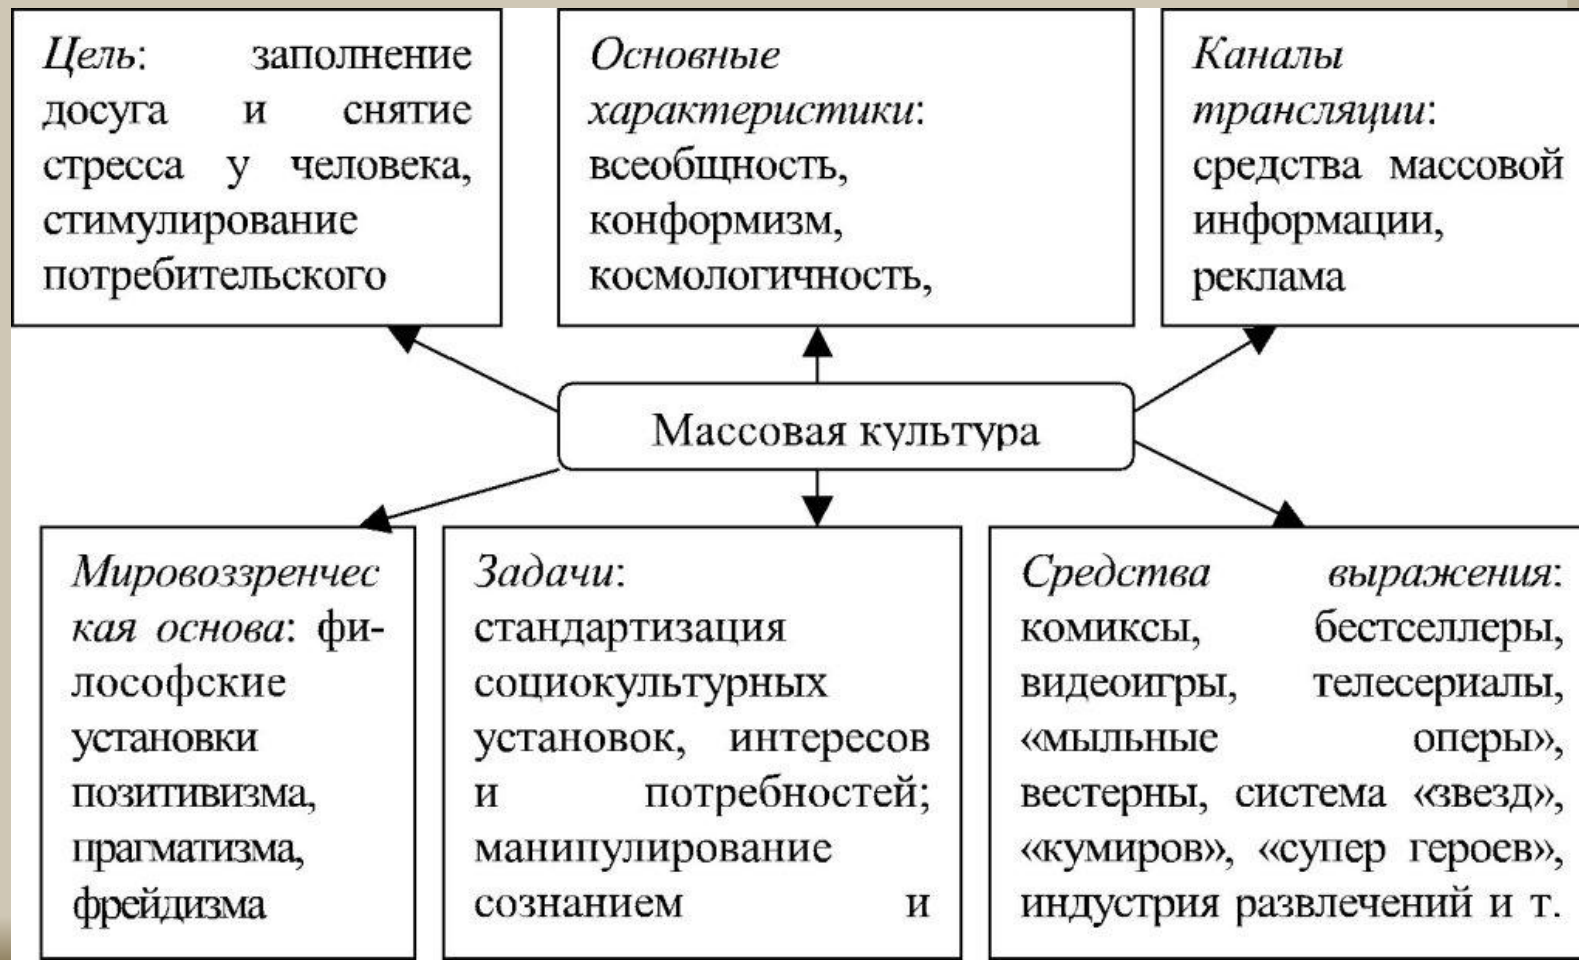 Цель: заполнение
досуга и снятие
стресса у человека,
стимулирование
потребительского
Основные
характеристики:
всеобщность,
конформизм,
космологичность,
Каналы
трансляции:
средства массовой
информации,
реклама
Массовая культура
Мировоззренчес
кая основа: фи-
лософские
установки
позитивизма,
прагматизма,
фрейдизма
Задачи:
стандартизация
социокультурных
установок, интересов
и потребностей;
манипулирование
сознанием и
Средства выражения:
комиксы, бестселлеры,
видеоигры, телесериалы,
«мыльные оперы»,
вестерны, система «звезд»,
«кумиров», «супер героев»,
индустрия развлечений и т.